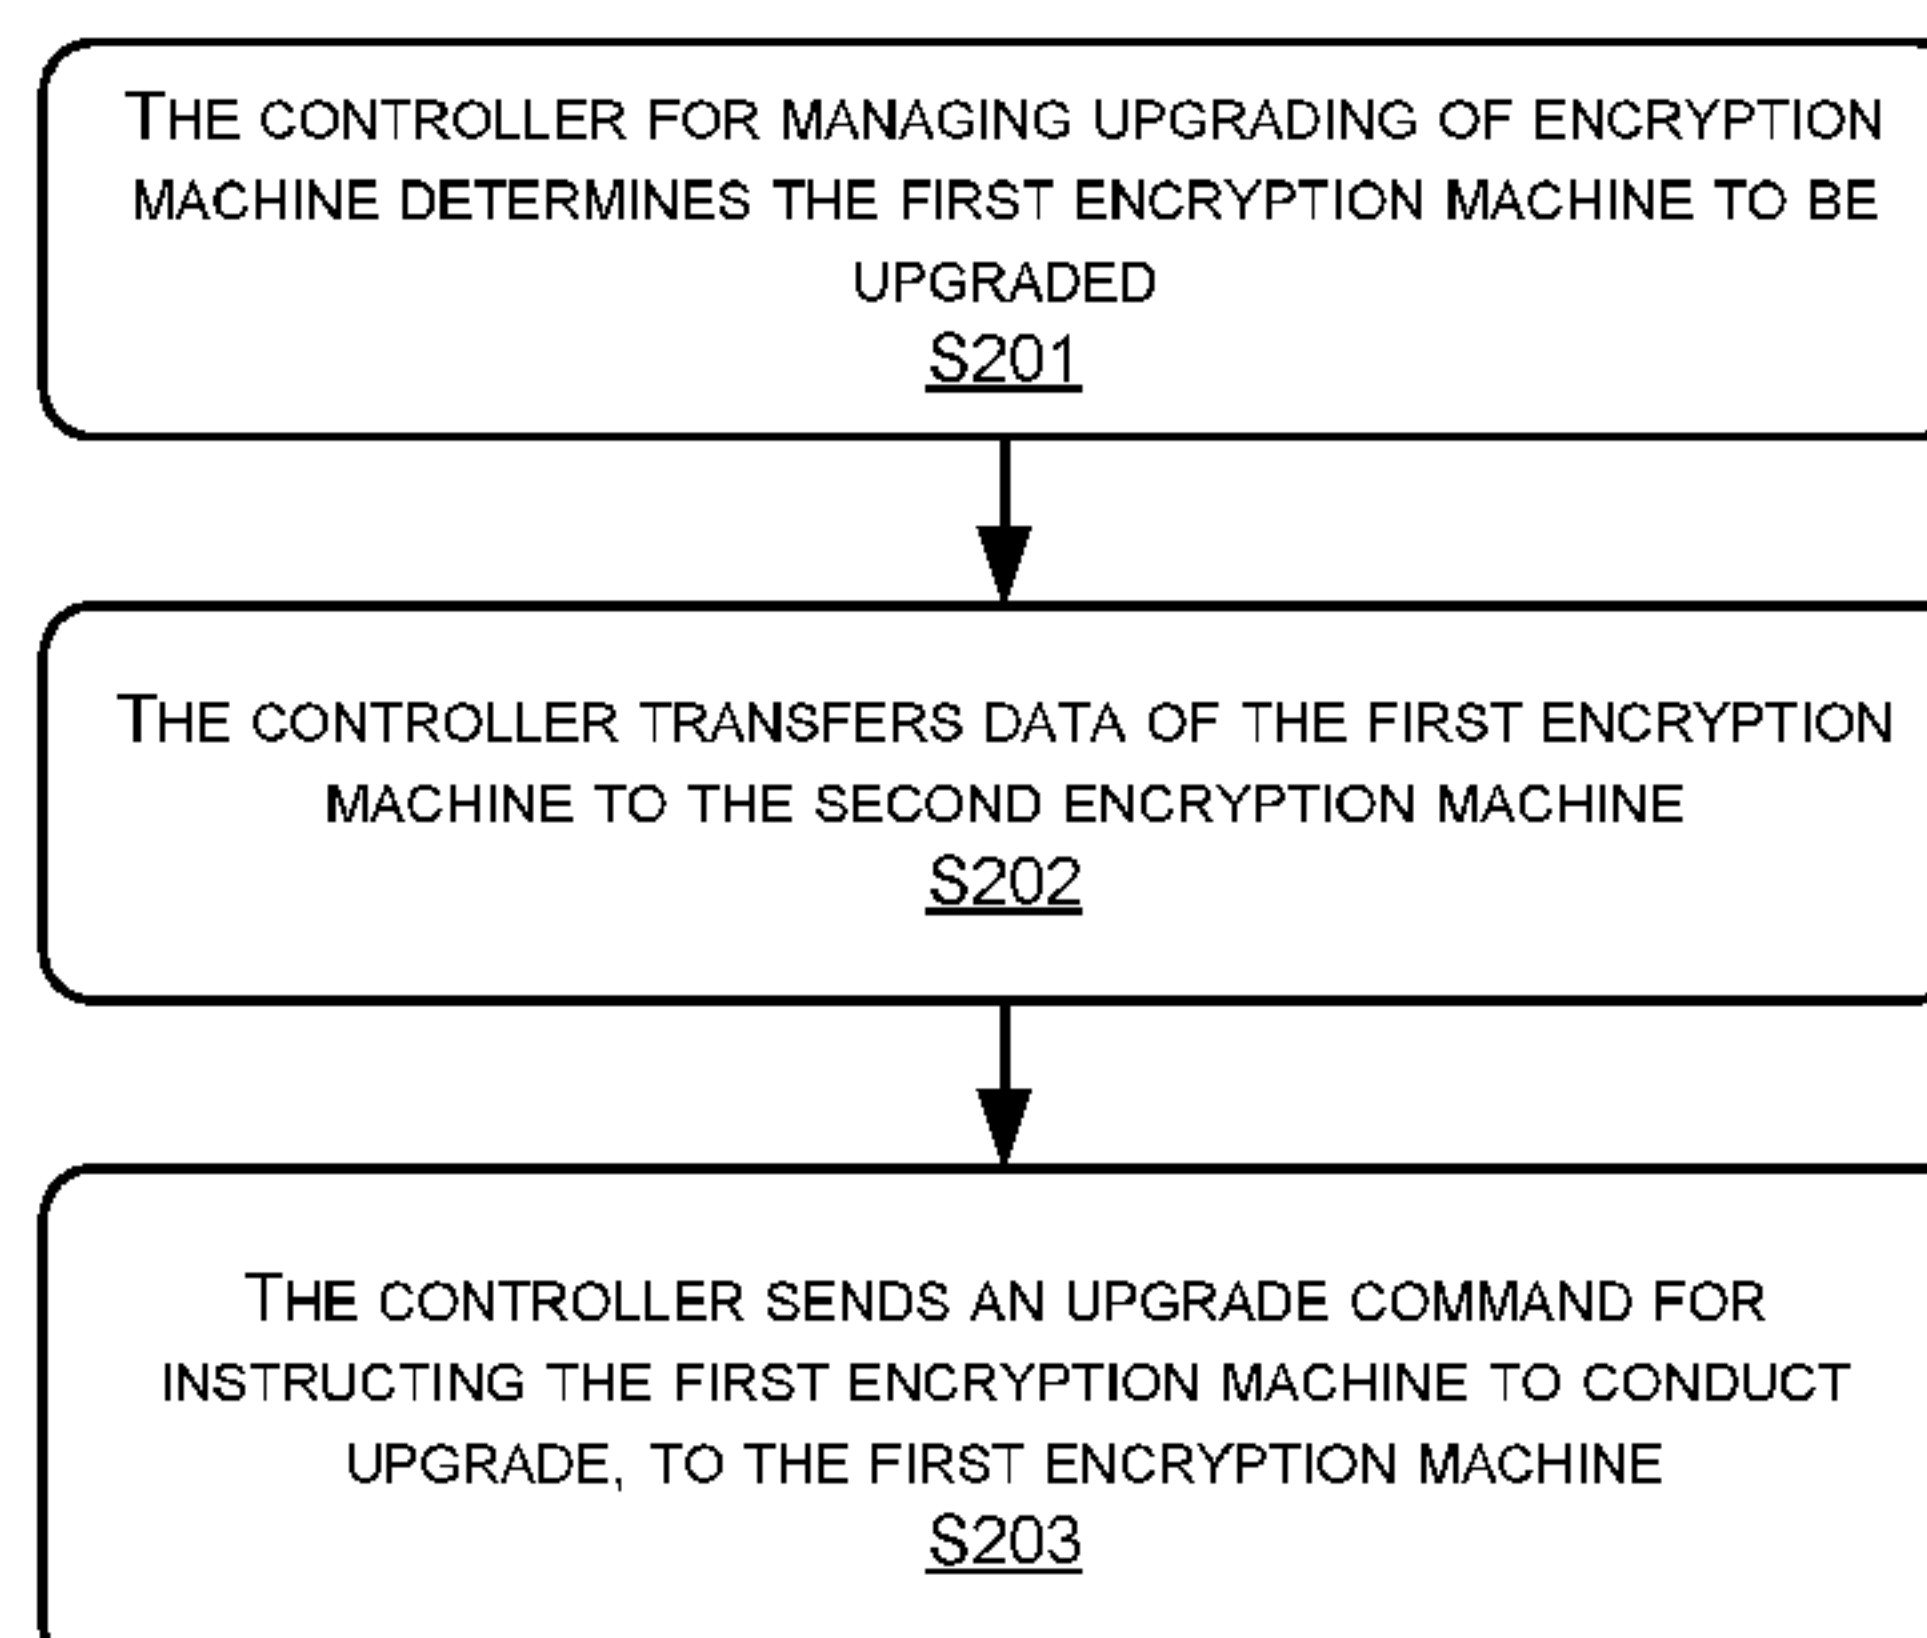 THE CONTROLLER FOR MANAGING UPGRADING OF ENCRYPTION
MACHINE DETERMINES THE FIRST ENCRYPTION MACHINE TO BE
UPGRADED
S201
THE CONTROLLER TRANSFERS DATA OF THE FIRST ENCRYPTION
MACHINE TO THE SECOND ENCRYPTION MACHINE
S202
THE CONTROLLER SENDS AN UPGRADE COMMAND FOR
INSTRUCTING THE FIRST ENCRYPTION MACHINE TO CONDUCT
UPGRADE, TO THE FIRST ENCRYPTION MACHINE
S203